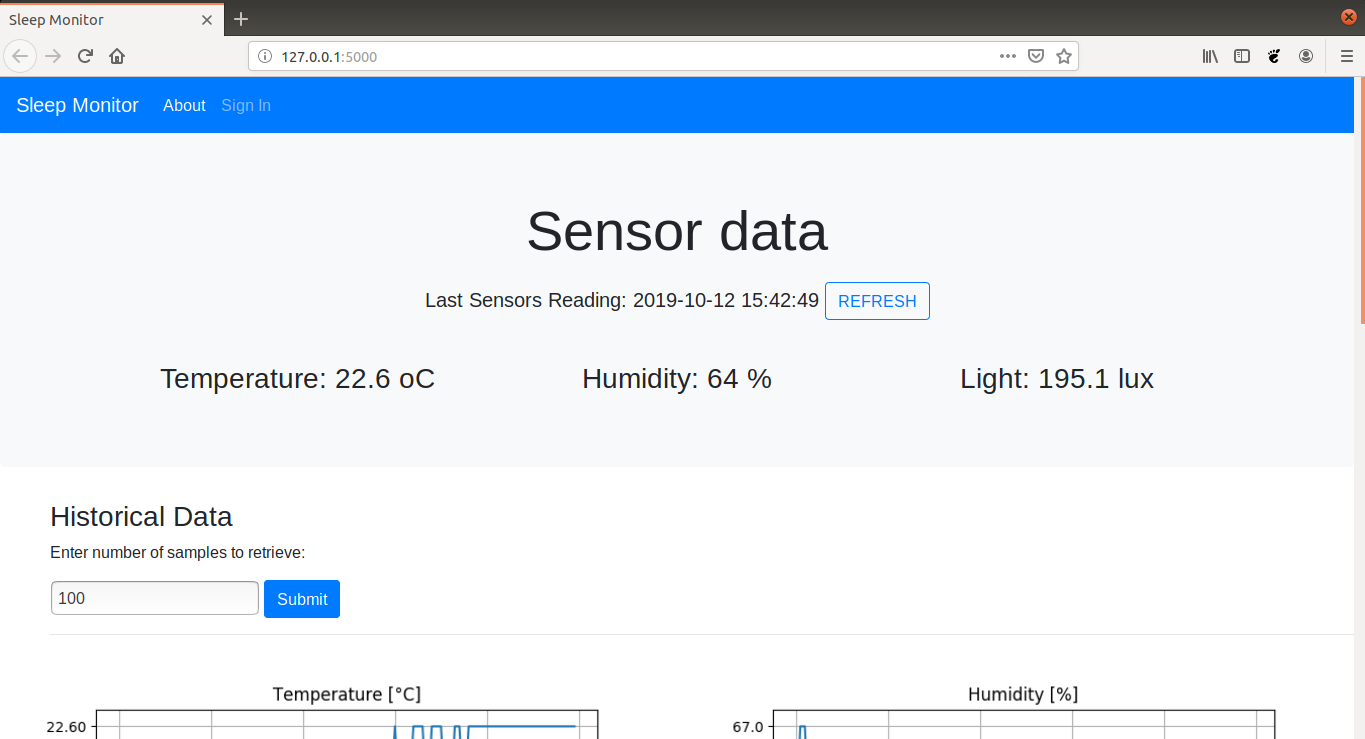 Sleep Monitor
127.0.0.1:5000
Sleep Monitor About Sign In
Sensor data
Last Sensors Reading: 2019-10-12 15:42:49 REFRESH
Temperature: 22.6 oC Humidity: 64 % Light: 195.1 lux
Historical Data
Enter number of samples to retrieve:
100 Submit
Temperature [°C] Humidity [%]
22.60 67.0